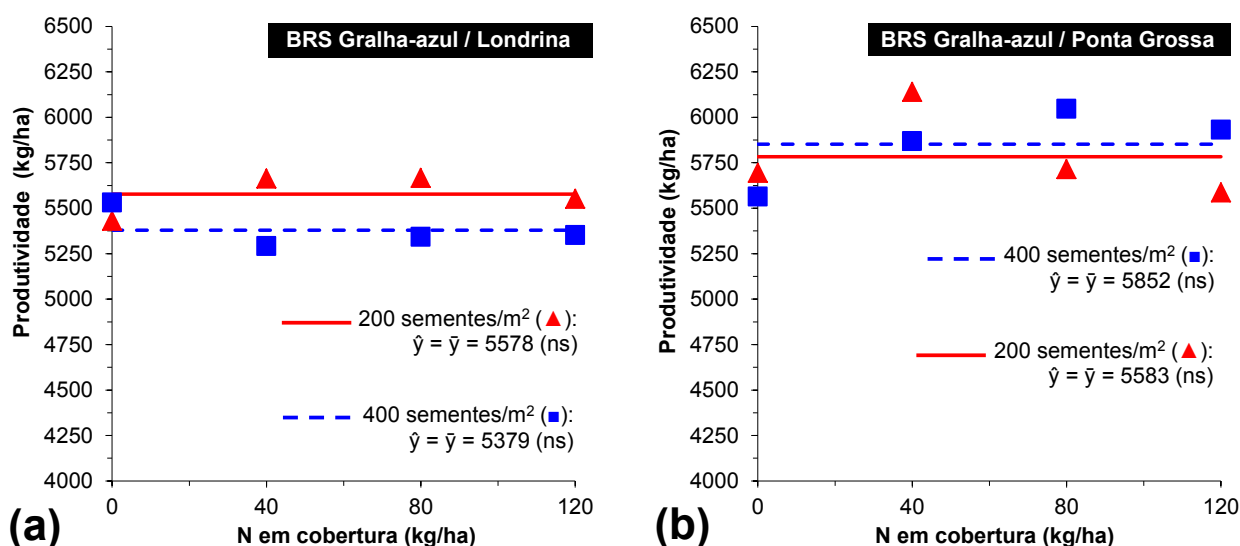 BRS Gralha-azul / Londrina
Produtividade (kg/ha)
6500
6250
6000
5750
5500
5250
5000
4750
4500
4250
4000
200 sementes/m² (▲):
ŷ = ȳ = 5578 (ns)
400 sementes/m² (■):
ŷ = ȳ = 5379 (ns)
0 40 80 120
N em cobertura (kg/ha)
(a)
BRS Gralha-azul / Ponta Grossa
Produtividade (kg/ha)
6500
6250
6000
5750
5500
5250
5000
4750
4500
4250
4000
400 sementes/m² (■):
ŷ = ȳ = 5852 (ns)
200 sementes/m² (▲):
ŷ = ȳ = 5583 (ns)
0 40 80 120
N em cobertura (kg/ha)
(b)